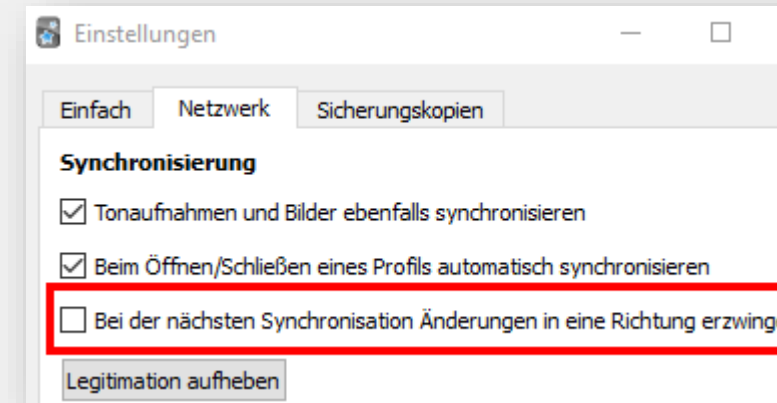 Einstellungen
Einfach Netzwerk Sicherungskopien
Synchronisierung
Tonaufnahmen und Bilder ebenfalls synchronisieren
Beim Öffnen/Schließen eines Profils automatisch synchronisieren
Bei der nächsten Synchronisation Änderungen in eine Richtung
Legitimation aufheben